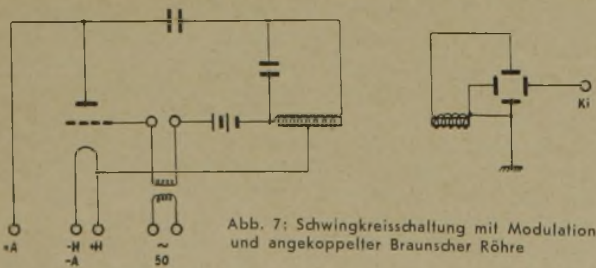 Ki
+A
-H +H
-A
~
50
Abb. 7: Schwingkreisschaltung mit Modulation
und angekoppelter Braunscher Röhre